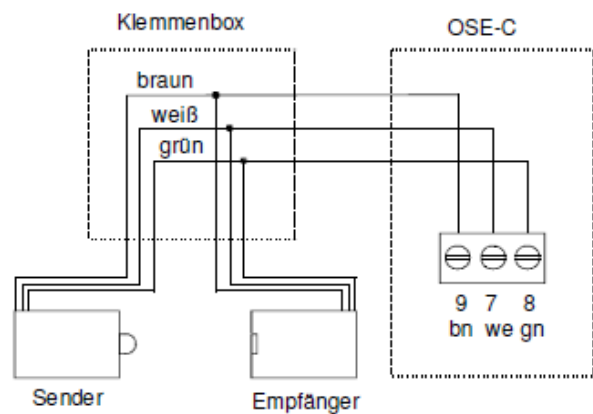 Klemmenbox
OSE-C
braun
weiß
grün
9 7 8
bn we gn
Sender
Empfänger